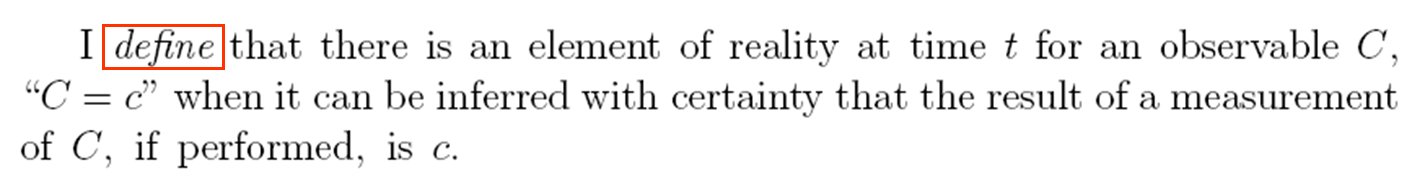 I define that there is an element of reality at time t for an observable C,
“C = c” when it can be inferred with certainty that the result of a measurement
of C, if performed, is c.